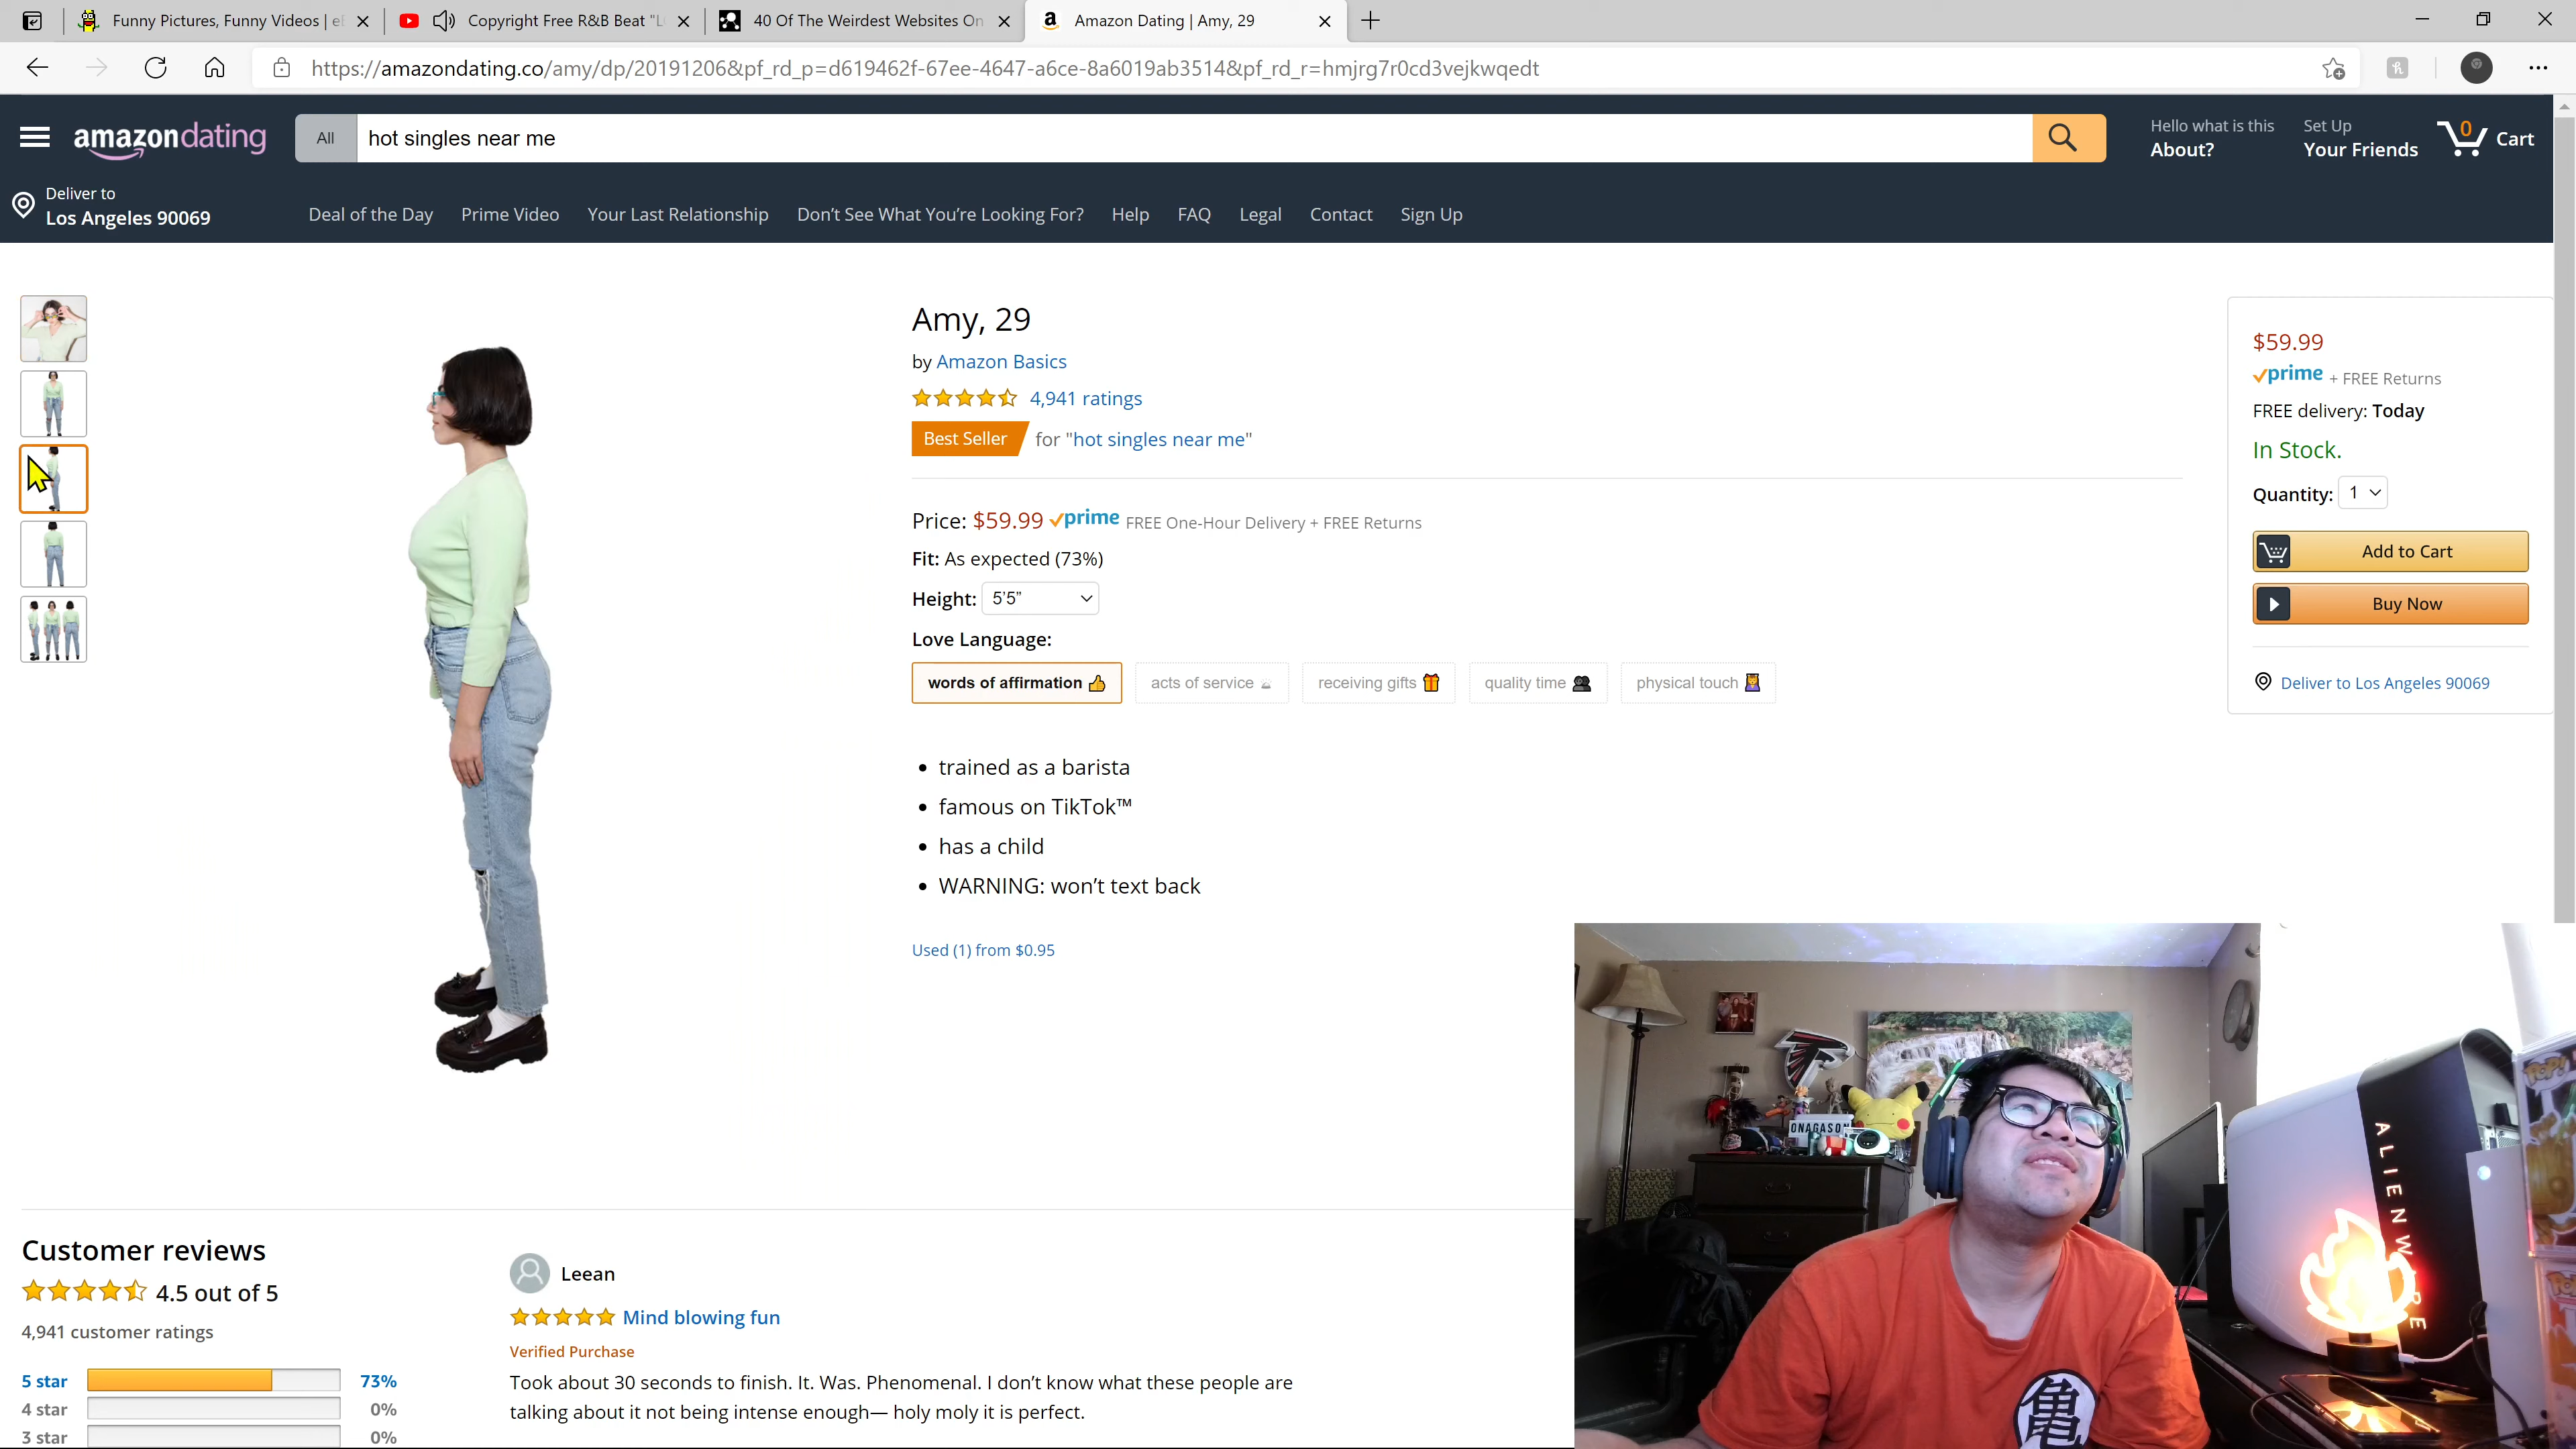 Funny Pictures, Funny Videos | eB
Copyright Free R&B Beat "L
40 Of The Weirdest Websites On
Amazon Dating | Amy, 29
https://amazondating.co/amy/dp/20191206&pf_rd_p=d619462f-67ee-4647-a6ce-8a6019ab3514&pf_rd_r=hmjrg7r0cd3vejkwqedt
amazondating
All
hot singles near me
Hello what is this
About?
Set Up
Your Friends
0
Cart
Deliver to
Los Angeles 90069
Deal of the Day
Prime Video
Your Last Relationship
Don't See What You're Looking For?
Help
FAQ
Legal
Contact
Sign Up
Amy, 29
by Amazon Basics
4,941 ratings
Best Seller for "hot singles near me"
Price: $59.99 prime FREE One-Hour Delivery + FREE Returns
Fit: As expected (73%)
Height: 5'5"
Love Language:
words of affirmation 👍
acts of service
receiving gifts 🎁
quality time 👥
physical touch 💆
• trained as a barista
• famous on TikTok™
• has a child
• WARNING: won't text back
Used (1) from $0.95
$59.99
prime + FREE Returns
FREE delivery: Today
In Stock.
Quantity: 1
Add to Cart
Buy Now
Deliver to Los Angeles 90069
Customer reviews
4.5 out of 5
4,941 customer ratings
5 star 73%
4 star 0%
3 star 0%
Leean
Mind blowing fun
Verified Purchase
Took about 30 seconds to finish. It. Was. Phenomenal. I don't know what these people are
talking about it not being intense enough— holy moly it is perfect.
ONAGASON
ALIENWARE
POP!
亀